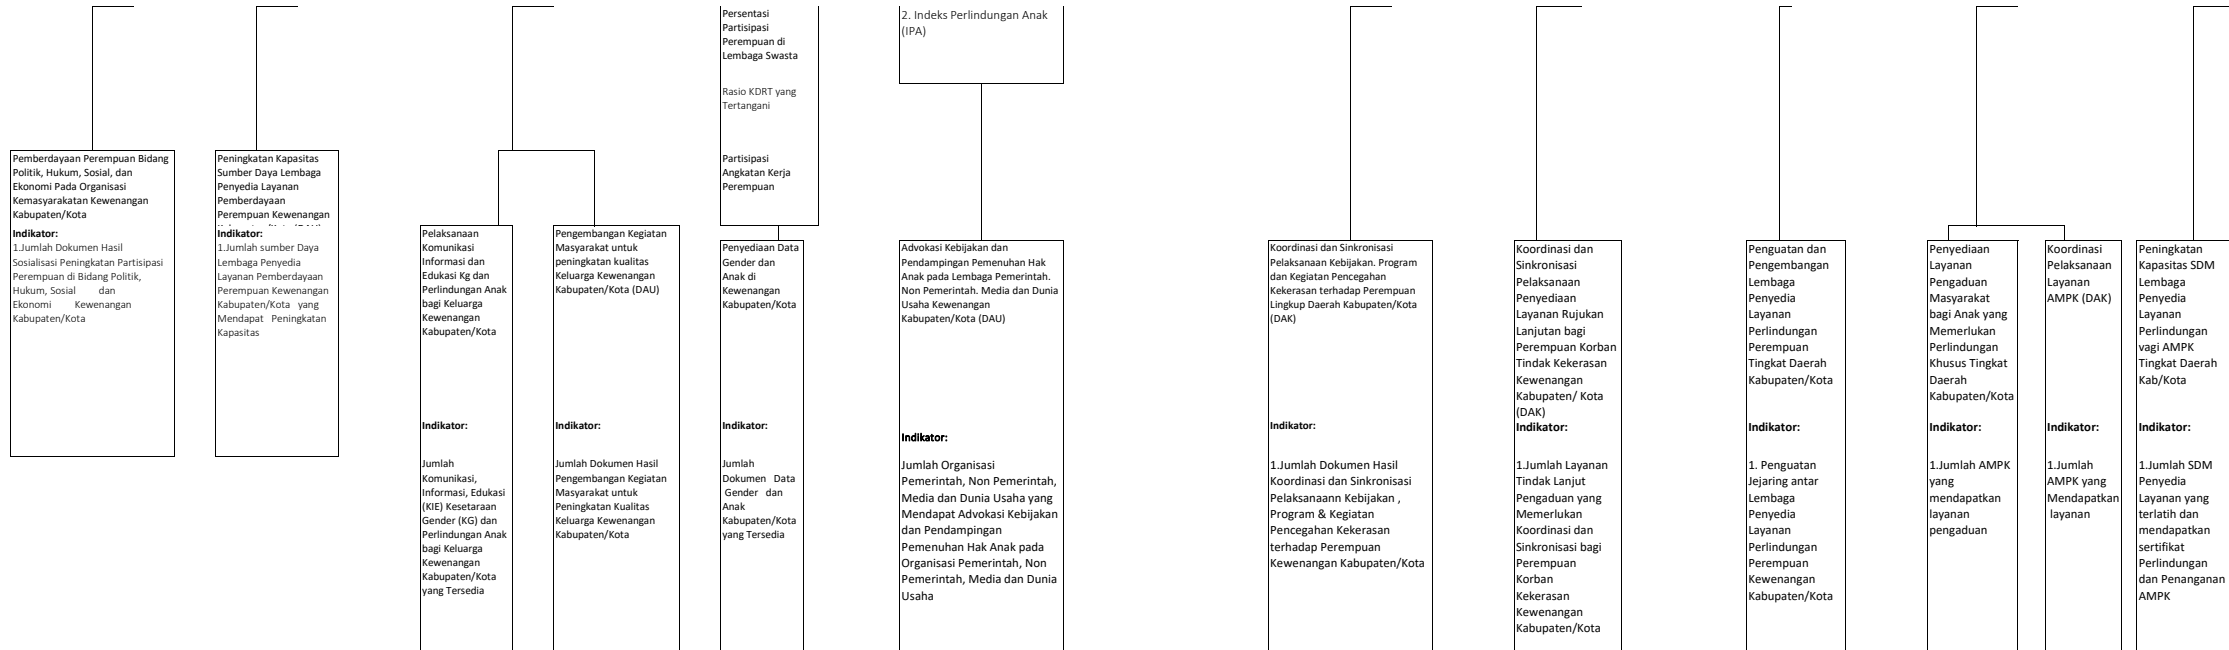 Persentasi
Partisipasi
Perempuan di
Lembaga Swasta
Rasio KDRT yang
Tertangani
Partisipasi
Angkatan Kerja
Perempuan
2. Indeks Perlindungan Anak
(IPA)
Pemberdayaan Perempuan Bidang
Politik, Hukum, Sosial, dan
Ekonomi Pada Organisasi
Kemasyarakatan Kewenangan
Kabupaten/Kota
Indikator:
1.Jumlah Dokumen Hasil
Sosialisasi Peningkatan Partisipasi
Perempuan di Bidang Politik,
Hukum, Sosial dan
Ekonomi Kewenangan
Kabupaten/Kota
Peningkatan Kapasitas
Sumber Daya Lembaga
Penyedia Layanan
Pemberdayaan
Perempuan Kewenangan
Indikator:
1.Jumlah sumber Daya
Lembaga Penyedia
Layanan Pemberdayaan
Perempuan Kewenangan
Kabupaten/Kota yang
Mendapat Peningkatan
Kapasitas
Pelaksanaan
Komunikasi
Informasi dan
Edukasi Kg dan
Perlindungan Anak
bagi Keluarga
Kewenangan
Kabupaten/Kota
Indikator:
Jumlah
Komunikasi,
Informasi, Edukasi
(KIE) Kesetaraan
Gender (KG) dan
Perlindungan Anak
bagi Keluarga
Kewenangan
Kabupaten/Kota
yang Tersedia
Pengembangan Kegiatan
Masyarakat untuk
peningkatan kualitas
Keluarga Kewenangan
Kabupaten/Kota (DAU)
Indikator:
Jumlah Dokumen Hasil
Pengembangan Kegiatan
Masyarakat untuk
Peningkatan Kualitas
Keluarga Kewenangan
Kabupaten/Kota
Penyediaan Data
Gender dan
Anak di
Kewenangan
Kabupaten/Kota
Indikator:
Jumlah
Dokumen Data
Gender dan
Anak
Kabupaten/Kota
yang Tersedia
Advokasi Kebijakan dan
Pendampingan Pemenuhan Hak
Anak pada Lembaga Pemerintah.
Non Pemerintah. Media dan Dunia
Usaha Kewenangan
Kabupaten/Kota (DAU)
Indikator:
Jumlah Organisasi
Pemerintah, Non Pemerintah,
Media dan Dunia Usaha yang
Mendapat Advokasi Kebijakan
dan Pendampingan
Pemenuhan Hak Anak pada
Organisasi Pemerintah, Non
Pemerintah, Media dan Dunia
Usaha
Koordinasi dan Sinkronisasi
Pelaksanaan Kebijakan. Program
dan Kegiatan Pencegahan
Kekerasan terhadap Perempuan
Lingkup Daerah Kabupaten/Kota
(DAK)
Indikator:
1.Jumlah Dokumen Hasil
Koordinasi dan Sinkronisasi
Pelaksanaann Kebijakan ,
Program & Kegiatan
Pencegahan Kekerasan
terhadap Perempuan
Kewenangan Kabupaten/Kota
Koordinasi dan
Sinkronisasi
Pelaksanaan
Penyediaan
Layanan Rujukan
Lanjutan bagi
Perempuan Korban
Tindak Kekerasan
Kewenangan
Kabupaten/ Kota
(DAK)
Indikator:
1.Jumlah Layanan
Tindak Lanjut
Pengaduan yang
Memerlukan
Koordinasi dan
Sinkronisasi bagi
Perempuan
Korban
Kekerasan
Kewenangan
Kabupaten/Kota
Penguatan dan
Pengembangan
Lembaga
Penyedia
Layanan
Perlindungan
Perempuan
Tingkat Daerah
Kabupaten/Kota
Indikator:
1. Penguatan
Jejaring antar
Lembaga
Penyedia
Layanan
Perlindungan
Perempuan
Kewenangan
Kabupaten/Kota
Penyediaan
Layanan
Pengaduan
Masyarakat
bagi Anak yang
Memerlukan
Perlindungan
Khusus Tingkat
Daerah
Kabupaten/Kota
Indikator:
1.Jumlah AMPK
yang
mendapatkan
layanan
pengaduan
Koordinasi
Pelaksanaan
Layanan
AMPK (DAK)
Indikator:
1.Jumlah
AMPK yang
Mendapatkan
layanan
Peningkatan
Kapasitas SDM
Lembaga
Penyedia
Layanan
Perlindungan
vagi AMPK
Tingkat Daerah
Kab/Kota
Indikator:
1.Jumlah SDM
Penyedia
Layanan yang
terlatih dan
mendapatkan
sertifikat
Perlindungan
dan Penanganan
AMPK